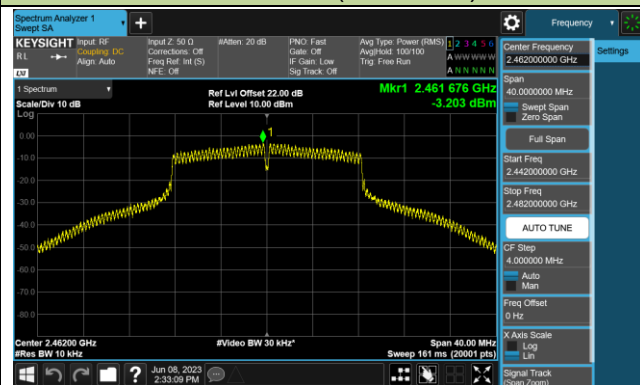 Spectrum Analyzer 1
Swept SA
Frequency
KEYSIGHT
RL
LXI
Input: RF
Coupling: DC
Align: Auto
Input Z: 50 Ω
Corrections: Off
Freq Ref: Int (S)
NFE: Off
#Atten: 20 dB
PNO: Fast
Gate: Off
IF Gain: Low
Sig Track: Off
Avg Type: Power (RMS)
Avg|Hold: 100/100
Trig: Free Run
1 2 3 4 5 6
A W W W W W
A N N N N N
Center Frequency
2.462000000 GHz
Settings
1 Spectrum
Scale/Div 10 dB
Log
Ref Lvl Offset 22.00 dB
Ref Level 10.00 dBm
Mkr1 2.461 676 GHz
-3.203 dBm
Span
40.0000000 MHz
Swept Span
Zero Span
Full Span
Start Freq
2.442000000 GHz
Stop Freq
2.482000000 GHz
AUTO TUNE
CF Step
4.000000 MHz
Auto
Man
Freq Offset
0 Hz
X Axis Scale
Log
Lin
Signal Track
(Span Zoom)
1
0.00
-10.0
-20.0
-30.0
-40.0
-50.0
-60.0
-70.0
-80.0
Center 2.46200 GHz
#Res BW 10 kHz
#Video BW 30 kHz*
Span 40.00 MHz
Sweep 161 ms (20001 pts)
?
Jun 08, 2023
2:33:09 PM